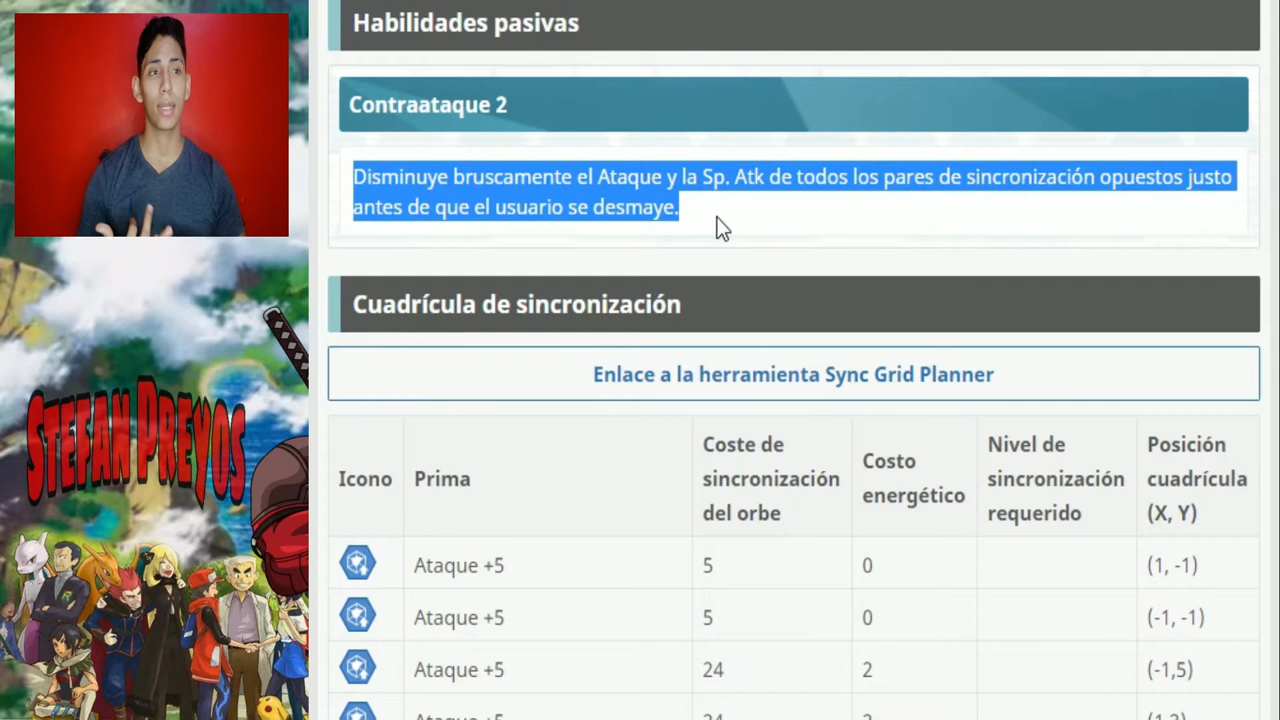 Habilidades pasivas
Contraataque 2
Disminuye bruscamente el Ataque y la Sp. Atk de todos los pares de sincronización opuestos justo
antes de que el usuario se desmaye.
Cuadrícula de sincronización
Enlace a la herramienta Sync Grid Planner
Icono Prima Coste de sincronización del orbe Costo energético Nivel de sincronización requerido Posición cuadrícula (X, Y)
Ataque +5 5 0 (1, -1)
Ataque +5 5 0 (-1, -1)
Ataque +5 24 2 (-1,5)
STEFAN PREYOS